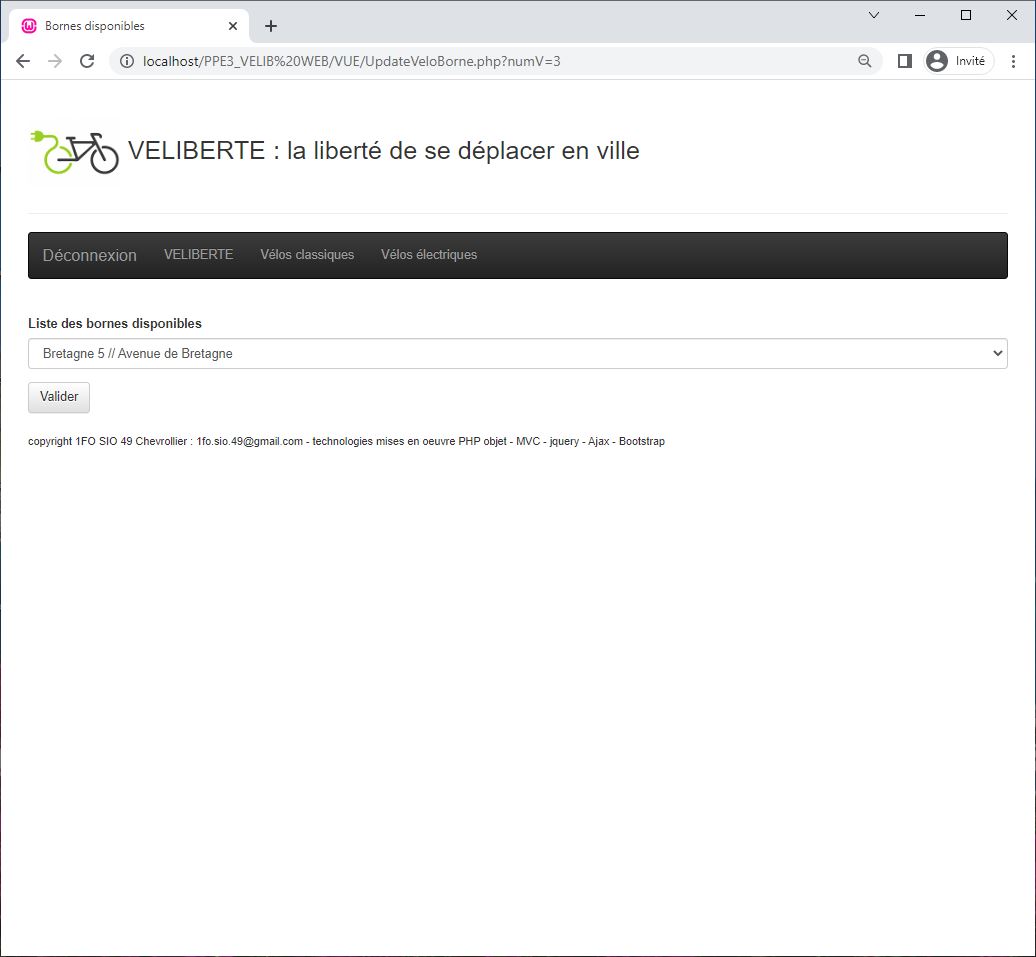 Bornes disponibles
localhost/PPE3_VELIB%20WEB/VUE/UpdateVeloBorne.php?numV=3
Invité
VELIBERTE : la liberté de se déplacer en ville
Déconnexion VELIBERTE Vélos classiques Vélos électriques
Liste des bornes disponibles
Bretagne 5 // Avenue de Bretagne
Valider
copyright 1FO SIO 49 Chevrollier : 1fo.sio.49@gmail.com - technologies mises en oeuvre PHP objet - MVC - jquery - Ajax - Bootstrap